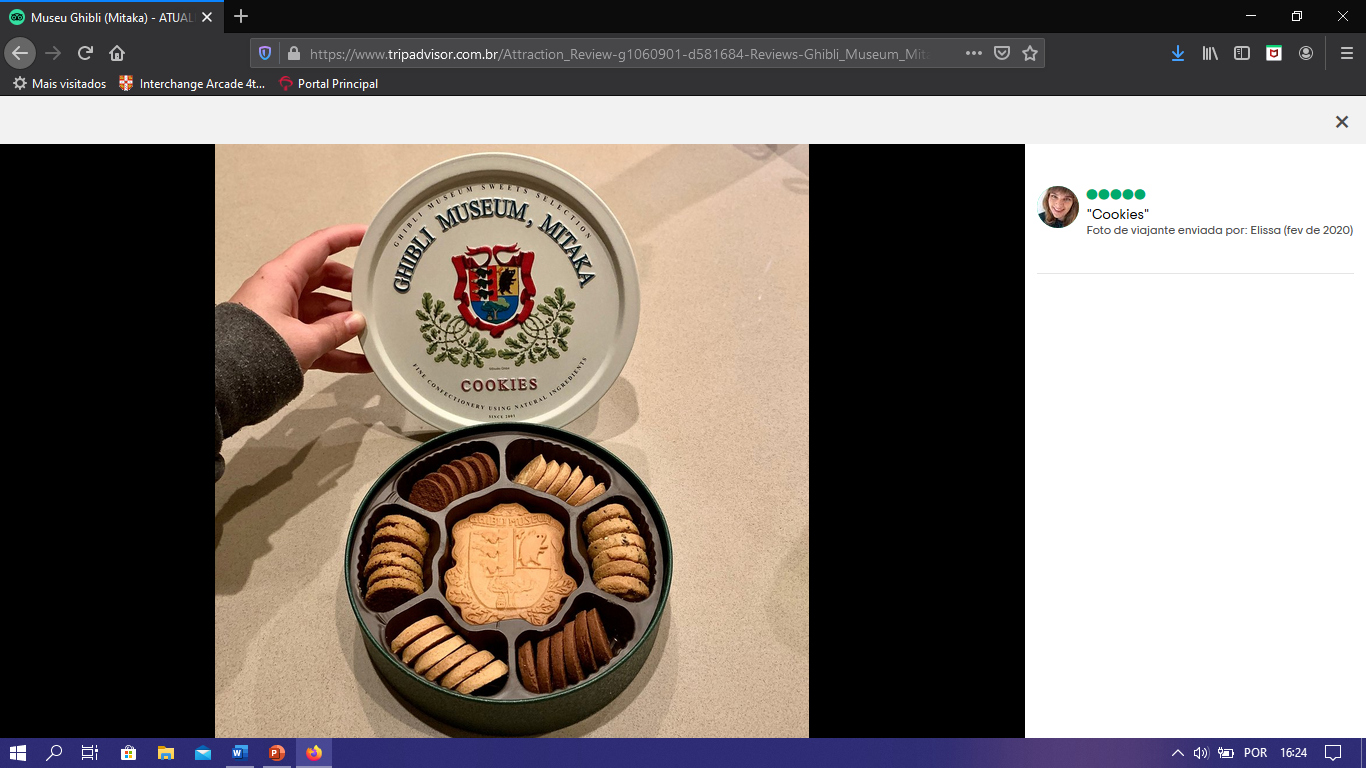 Museu Ghibli (Mitaka) - ATUAL
https://www.tripadvisor.com.br/Attraction_Review-g1060901-d581684-Reviews-Ghibli_Museum_Mit
Mais visitados
Interchange Arcade 4t...
Portal Principal
GHIBLI MUSEUM SWEETS SELECTION
GHIBLI MUSEUM, MITAKA
COOKIES
FINE CONFECTIONERY USING NATURAL INGREDIENTS
SINCE 2001
GHIBLI MUSEUM
"Cookies"
Foto de viajante enviada por: Elissa (fev de 2020)
POR
16:24